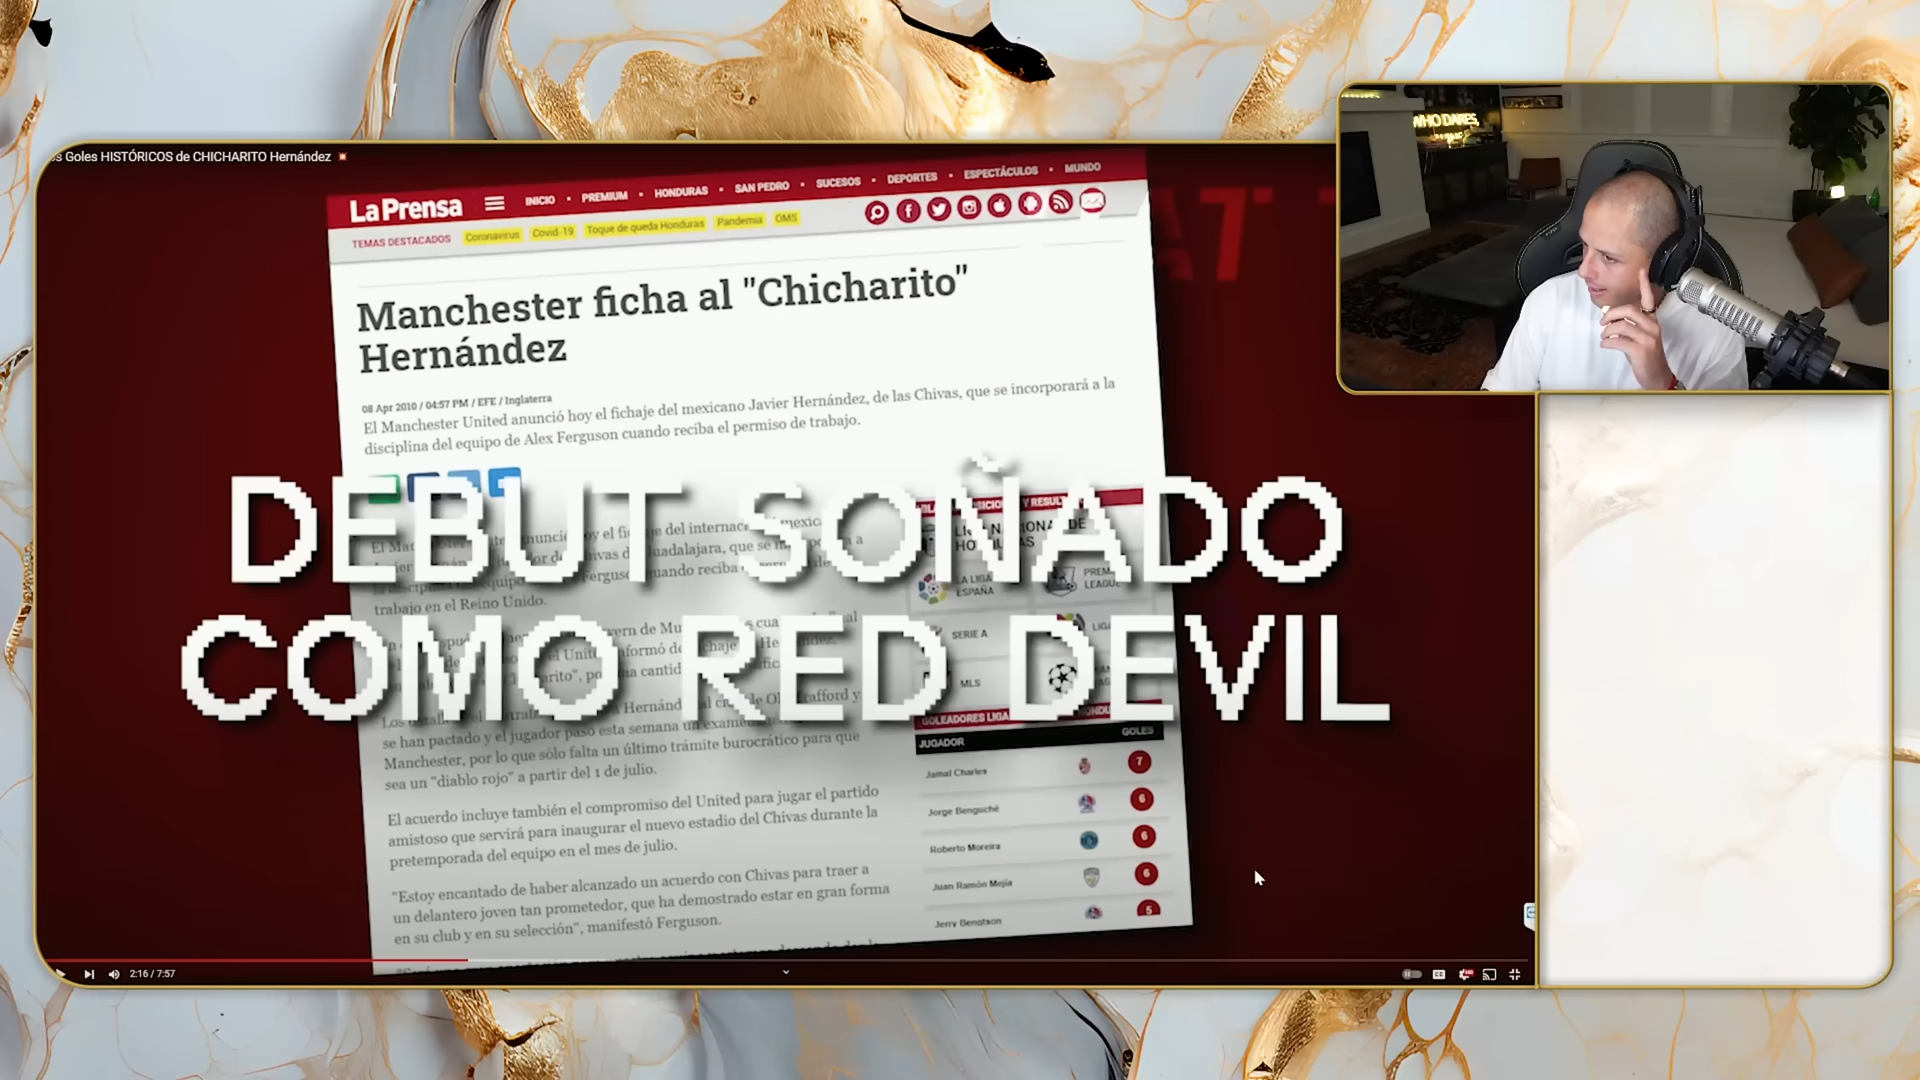 Goles HISTÓRICOS de CHICHARITO Hernández
WHO DARES,
La Prensa
INICIO • PREMIUM • HONDURAS • SAN PEDRO • SUCESOS • DEPORTES • ESPECTÁCULOS • MUNDO
TEMAS DESTACADOS Coronavirus Covid-19 Toque de queda Honduras Pandemia OMS
Manchester ficha al "Chicharito"
Hernández
08 Apr 2010 / 04:57 PM / EFE / Inglaterra
El Manchester United anunció hoy el fichaje del mexicano Javier Hernández, de las Chivas, que se incorporará a la
disciplina del equipo de Alex Ferguson cuando reciba el permiso de trabajo.
DEBUT SOÑADO
COMO RED DEVIL
trabajo en el Reino Unido.
se han pactado y el jugador pasó esta semana un examen
Manchester, por lo que sólo falta un último trámite burocrático para que
sea un "diablo rojo" a partir del 1 de julio.
El acuerdo incluye también el compromiso del United para jugar el partido
amistoso que servirá para inaugurar el nuevo estadio del Chivas durante la
pretemporada del equipo en el mes de julio.
"Estoy encantado de haber alcanzado un acuerdo con Chivas para traer a
un delantero joven tan prometedor, que ha demostrado estar en gran forma
en su club y en su selección", manifestó Ferguson.
LA LIGA
ESPAÑA
PREM
LEAGUE
SERIE A
MLS
GOLEADORES LIGA
JUGADOR GOLES
Jamal Charles 7
Jorge Benguché 6
Roberto Moreira 6
Juan Ramón Mejía 6
Jerry Bengtson 5
2:16 / 7:57